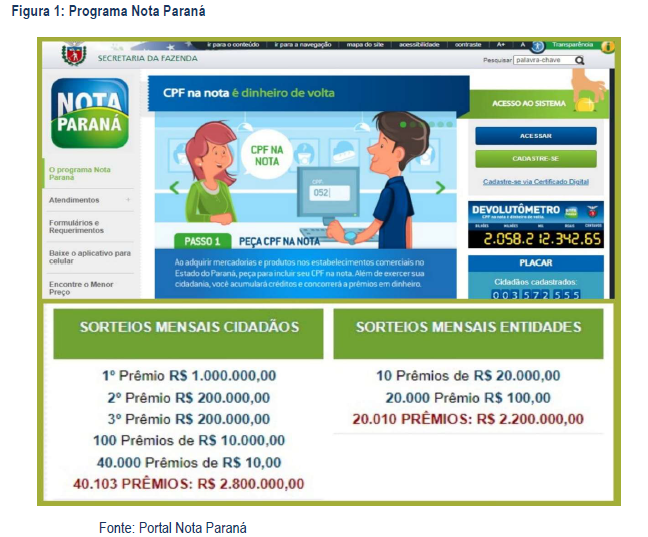 Figura 1: Programa Nota Paraná
Ir para o conteúdo Ir para a navegação mapa do site acessibilidade contraste A+ A Transparência
SECRETARIA DA FAZENDA
Pesquisar palavra-chave
NOTA
PARANÁ
CPF na nota é dinheiro de volta
ACESSO AO SISTEMA
CPF NA
NOTA
CPF:
052
ACESSAR
CADASTRE-SE
Cadastre-se via Certificado Digital
O programa Nota
Paraná
Atendimentos
Formulários e
Requerimentos
Baixe o aplicativo para
celular
Encontre o Menor
Preço
PASSO 1 PEÇA CPF NA NOTA
Ao adquirir mercadorias e produtos nos estabelecimentos comerciais no
Estado do Paraná, peça para incluir seu CPF na nota. Além de exercer sua
cidadania, você acumulará créditos e concorrerá a prêmios em dinheiro.
DEVOLUTÔMETRO
CPF na nota é dinheiro de volta
BILHÕES MILHÕES MIL REAIS CENTAVOS
2.058.212.342.65
PLACAR
Cidadãos cadastrados:
003572555
SORTEIOS MENSAIS CIDADÃOS
1º Prêmio R$ 1.000.000,00
2º Prêmio R$ 200.000,00
3º Prêmio R$ 200.000,00
100 Prêmios de R$ 10.000,00
40.000 Prêmios de R$ 10,00
40.103 PRÊMIOS: R$ 2.800.000,00
SORTEIOS MENSAIS ENTIDADES
10 Prêmios de R$ 20.000,00
20.000 Prêmio R$ 100,00
20.010 PRÊMIOS: R$ 2.200.000,00
Fonte: Portal Nota Paraná